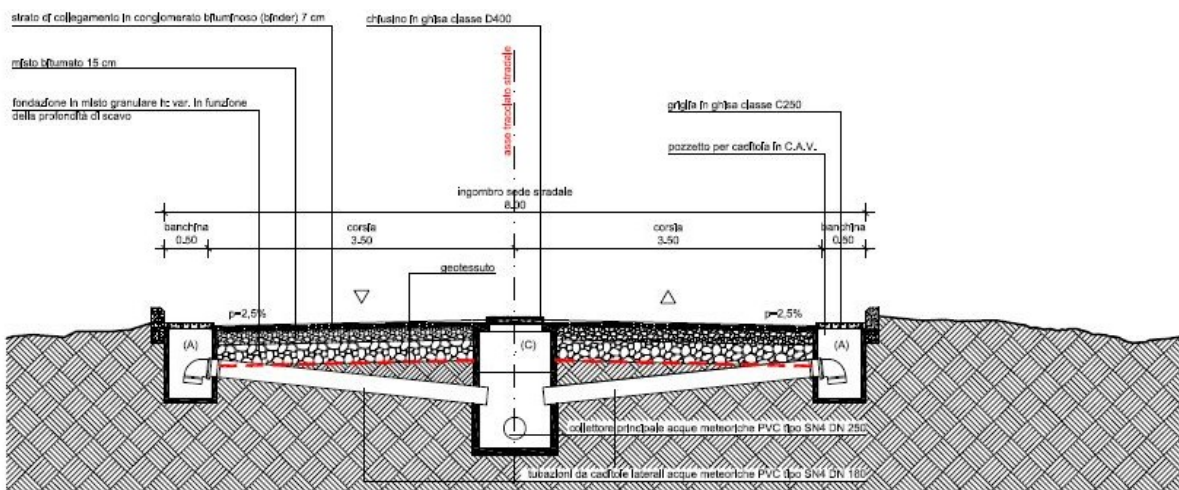 strato di collegamento in conglomerato bituminoso (binder) 7 cm
chiusino in ghisa classe D400
misto bitumato 15 cm
fondazione in misto granulare h: var. in funzione
della profondità di scavo
asse tracciato stradale
griglia in ghisa classe C250
pozzetto per caditoia in C.A.V.
ingombro sede stradale
8.00
banchina
0.50
corsia
3.50
corsia
3.50
banchina
0.50
geotessuto
p=2,5%
p=2,5%
(A)
(C)
(A)
collettore principale acque meteoriche PVC tipo SN4 DN 250
tubazioni da caditoie laterali acque meteoriche PVC tipo SN4 DN 160